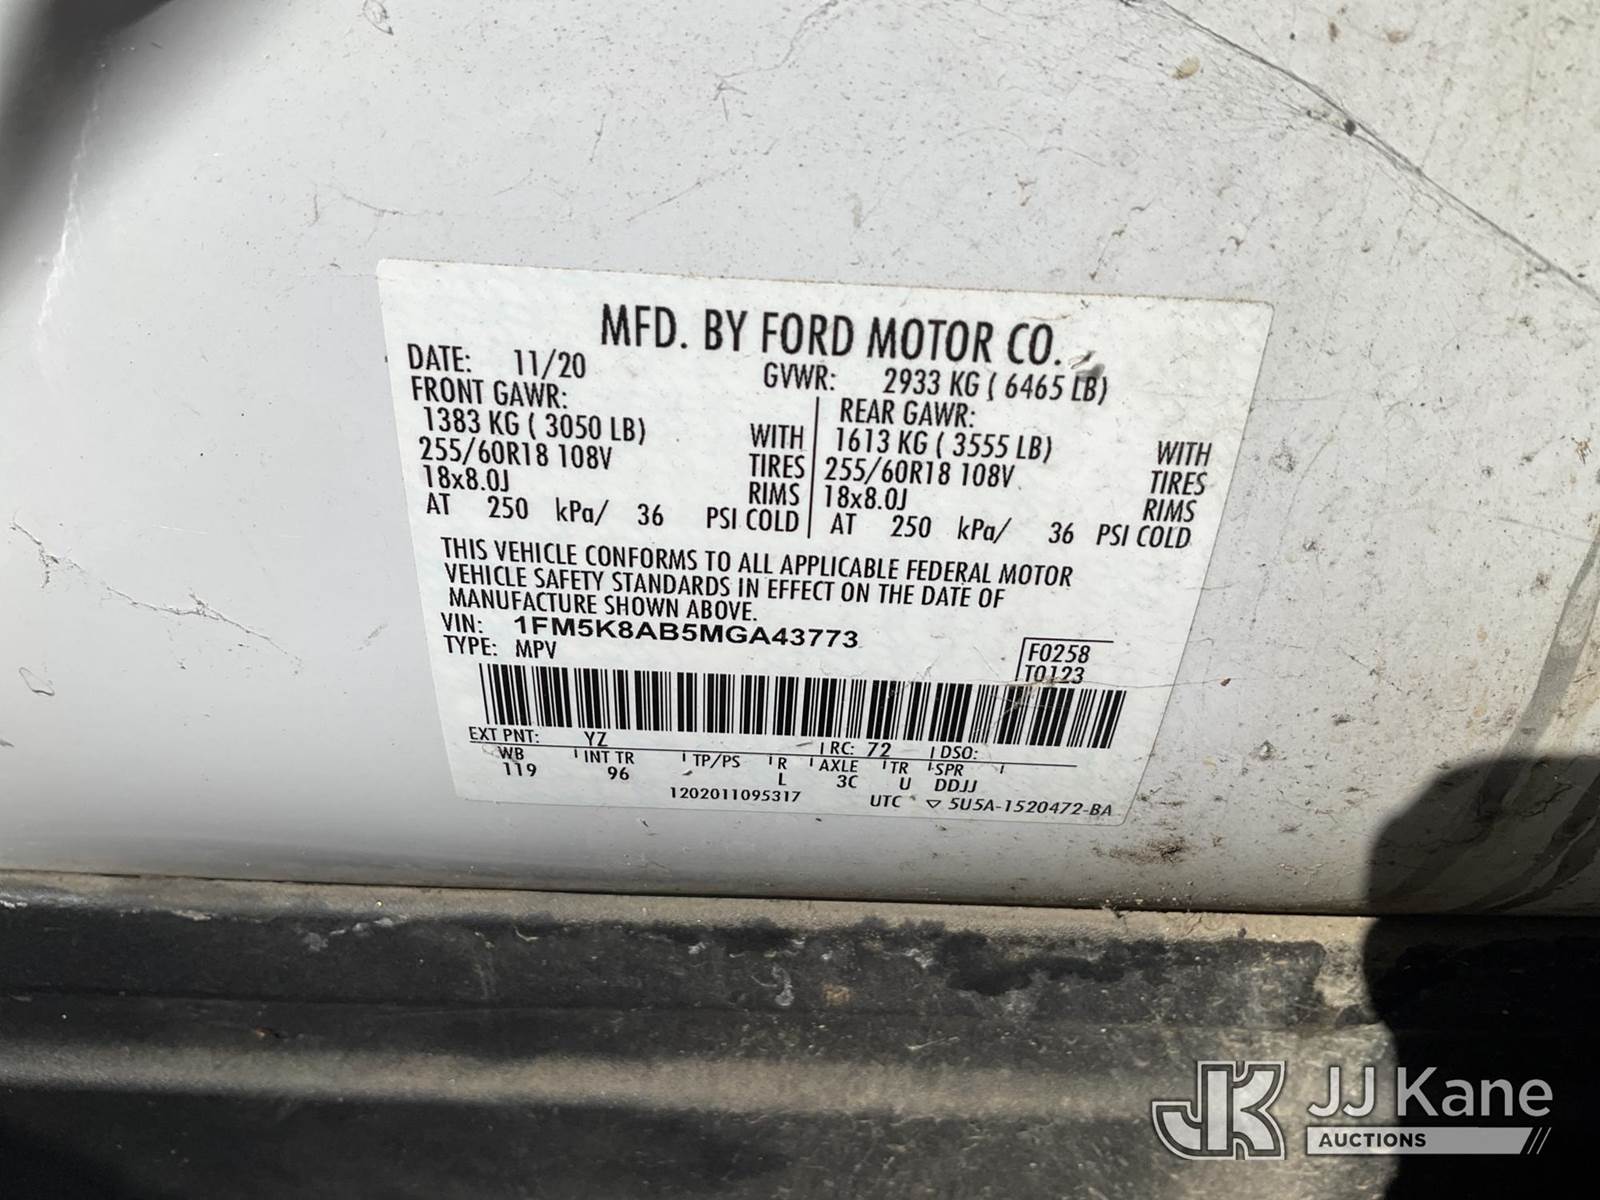 MFD. BY FORD MOTOR CO.
DATE: 11/20 GVWR: 2933 KG ( 6465 LB)
FRONT GAWR: REAR GAWR:
1383 KG ( 3050 LB) WITH 1613 KG ( 3555 LB) WITH
255/60R18 108V TIRES 255/60R18 108V TIRES
18x8.0J RIMS 18x8.0J RIMS
AT 250 kPa/ 36 PSI COLD AT 250 kPa/ 36 PSI COLD
THIS VEHICLE CONFORMS TO ALL APPLICABLE FEDERAL MOTOR
VEHICLE SAFETY STANDARDS IN EFFECT ON THE DATE OF
MANUFACTURE SHOWN ABOVE.
VIN: 1FM5K8AB5MGA43773
TYPE: MPV
F0258
T0123
EXT PNT: YZ RC: 72 DSO:
WB INT TR TP/PS R AXLE TR SPR
119 96 L 3C U DDJJ
1202011095317 UTC ▽ 5U5A-1520472-BA
JK JJ Kane
AUCTIONS